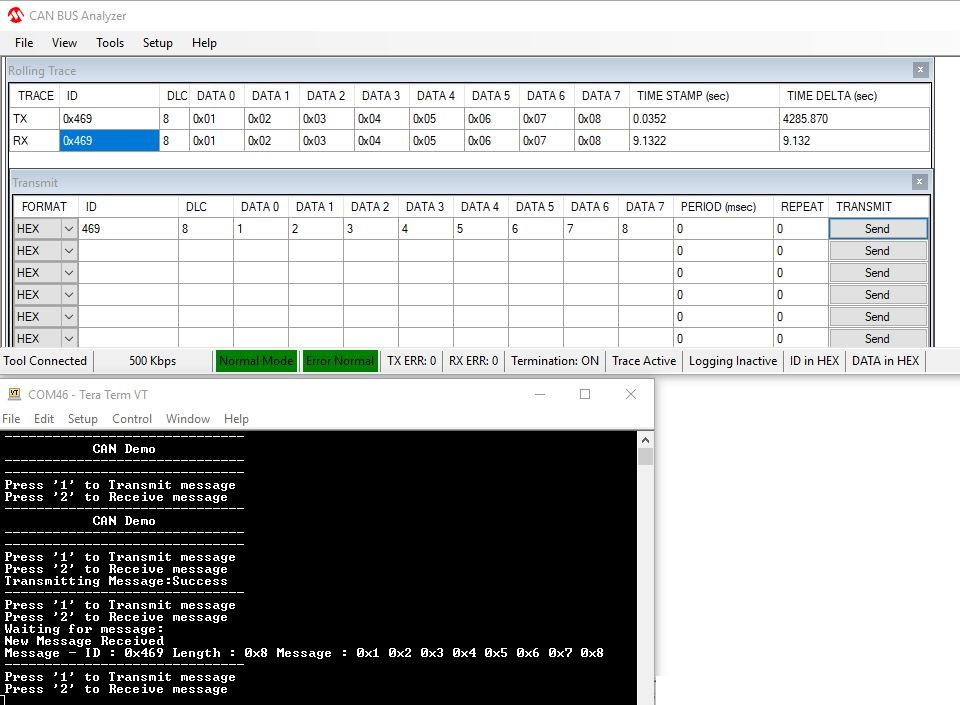 CAN BUS Analyzer
File View Tools Setup Help
Rolling Trace x
TRACE ID DLC DATA 0 DATA 1 DATA 2 DATA 3 DATA 4 DATA 5 DATA 6 DATA 7 TIME STAMP (sec) TIME DELTA (sec)
TX 0x469 8 0x01 0x02 0x03 0x04 0x05 0x06 0x07 0x08 0.0352 4285.870
RX 0x469 8 0x01 0x02 0x03 0x04 0x05 0x06 0x07 0x08 9.1322 9.132
Transmit x
FORMAT ID DLC DATA 0 DATA 1 DATA 2 DATA 3 DATA 4 DATA 5 DATA 6 DATA 7 PERIOD (msec) REPEAT TRANSMIT
HEX 469 8 1 2 3 4 5 6 7 8 0 0 Send
HEX 0 0 Send
HEX 0 0 Send
HEX 0 0 Send
HEX 0 0 Send
HEX 0 0 Send
Tool Connected 500 Kbps Normal Mode Error Normal TX ERR: 0 RX ERR: 0 Termination: ON Trace Active Logging Inactive ID in HEX DATA in HEX
VT COM46 - Tera Term VT
File Edit Setup Control Window Help
------------------------------
CAN Demo
------------------------------
------------------------------
Press '1' to Transmit message
Press '2' to Receive message
------------------------------
CAN Demo
------------------------------
------------------------------
Press '1' to Transmit message
Press '2' to Receive message
Transmitting Message:Success
------------------------------
Press '1' to Transmit message
Press '2' to Receive message
Waiting for message:
New Message Received
Message - ID : 0x469 Length : 0x8 Message : 0x1 0x2 0x3 0x4 0x5 0x6 0x7 0x8
------------------------------
Press '1' to Transmit message
Press '2' to Receive message